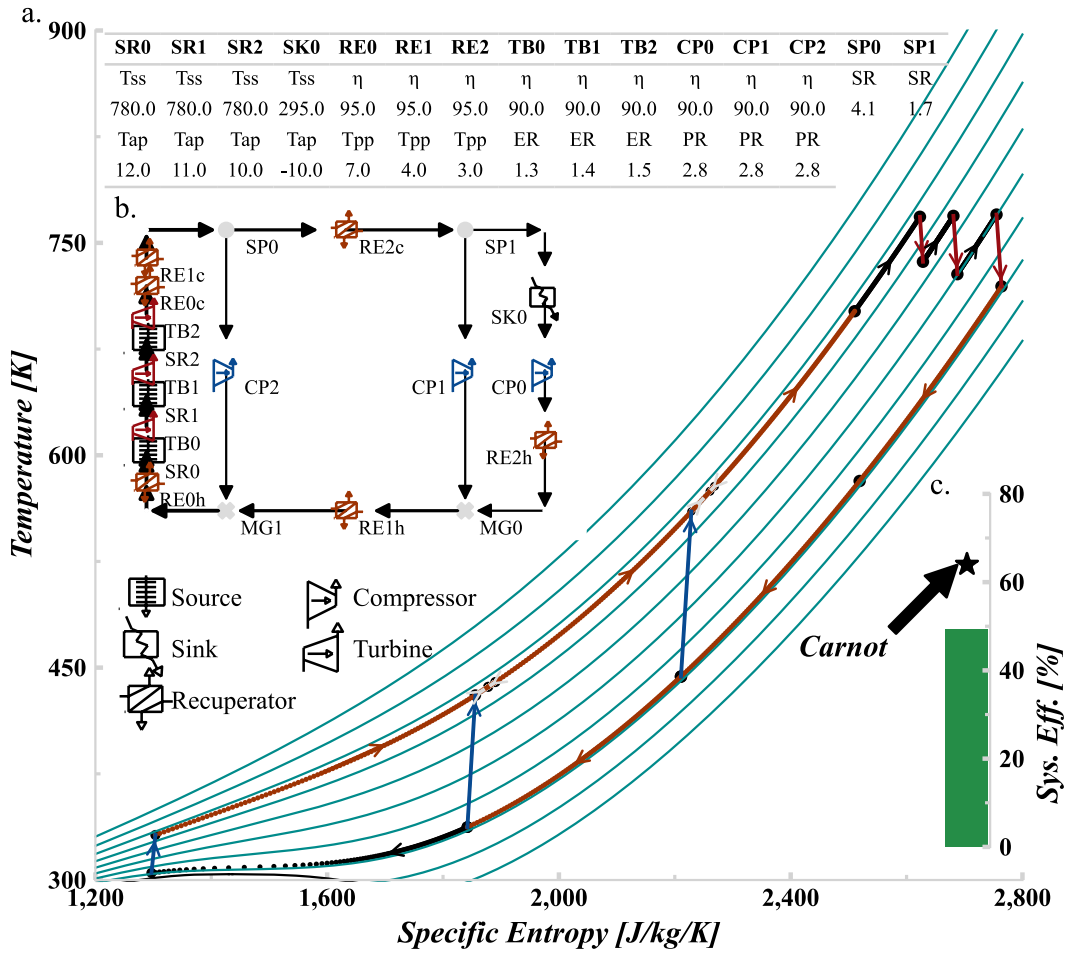 a.
900
SR0 SR1 SR2 SK0 RE0 RE1 RE2 TB0 TB1 TB2 CP0 CP1 CP2 SP0 SP1
Tss Tss Tss Tss η η η η η η η η η SR SR
780.0 780.0 780.0 295.0 95.0 95.0 95.0 90.0 90.0 90.0 90.0 90.0 90.0 4.1 1.7
Tap Tap Tap Tap Tpp Tpp Tpp ER ER ER PR PR PR
12.0 11.0 10.0 -10.0 7.0 4.0 3.0 1.3 1.4 1.5 2.8 2.8 2.8
b.
SP0
RE2c
SP1
RE1c
RE0c
TB2
SR2
TB1
SR1
TB0
SR0
RE0h
SK0
CP2
CP1
CP0
RE2h
MG1
RE1h
MG0
Source
Compressor
Sink
Turbine
Recuperator
750
600
450
300
Temperature [K]
c.
80
60
40
20
0
Sys. Eff. [%]
Carnot
1,200 1,600 2,000 2,400 2,800
Specific Entropy [J/kg/K]